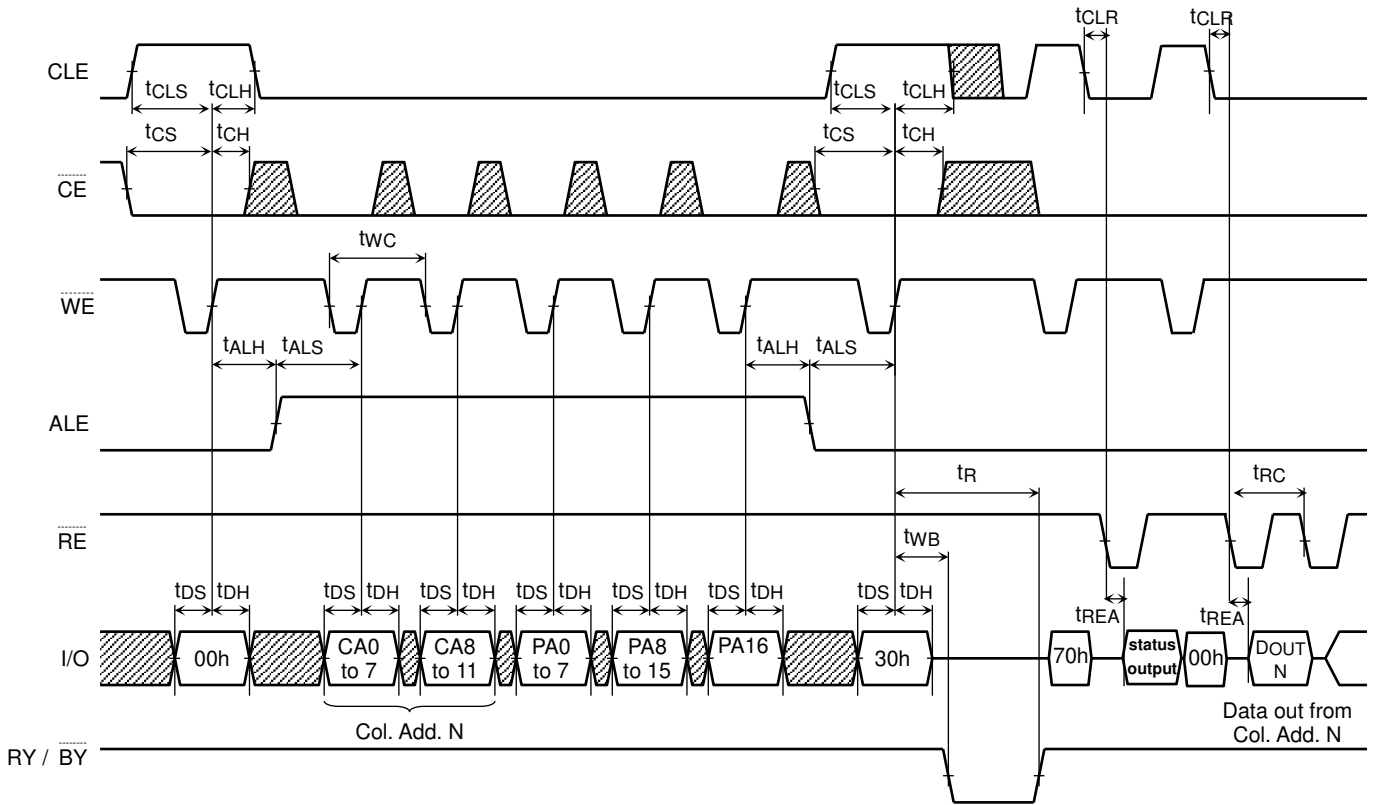 tCLR tCLR
CLE
tCLS tCLH tCLS tCLH
tCS tCH tCS tCH
CE
tWC
WE
tALH tALS tALH tALS
ALE
tR tRC
RE
tWB
tDS tDH tDS tDH tDS tDH tDS tDH tDS tDH tDS tDH tDS tDH
tREA tREA
I/O 00h CA0 to 7 CA8 to 11 PA0 to 7 PA8 to 15 PA16 30h 70h status output 00h DOUT N
Col. Add. N
Data out from
Col. Add. N
RY / BY